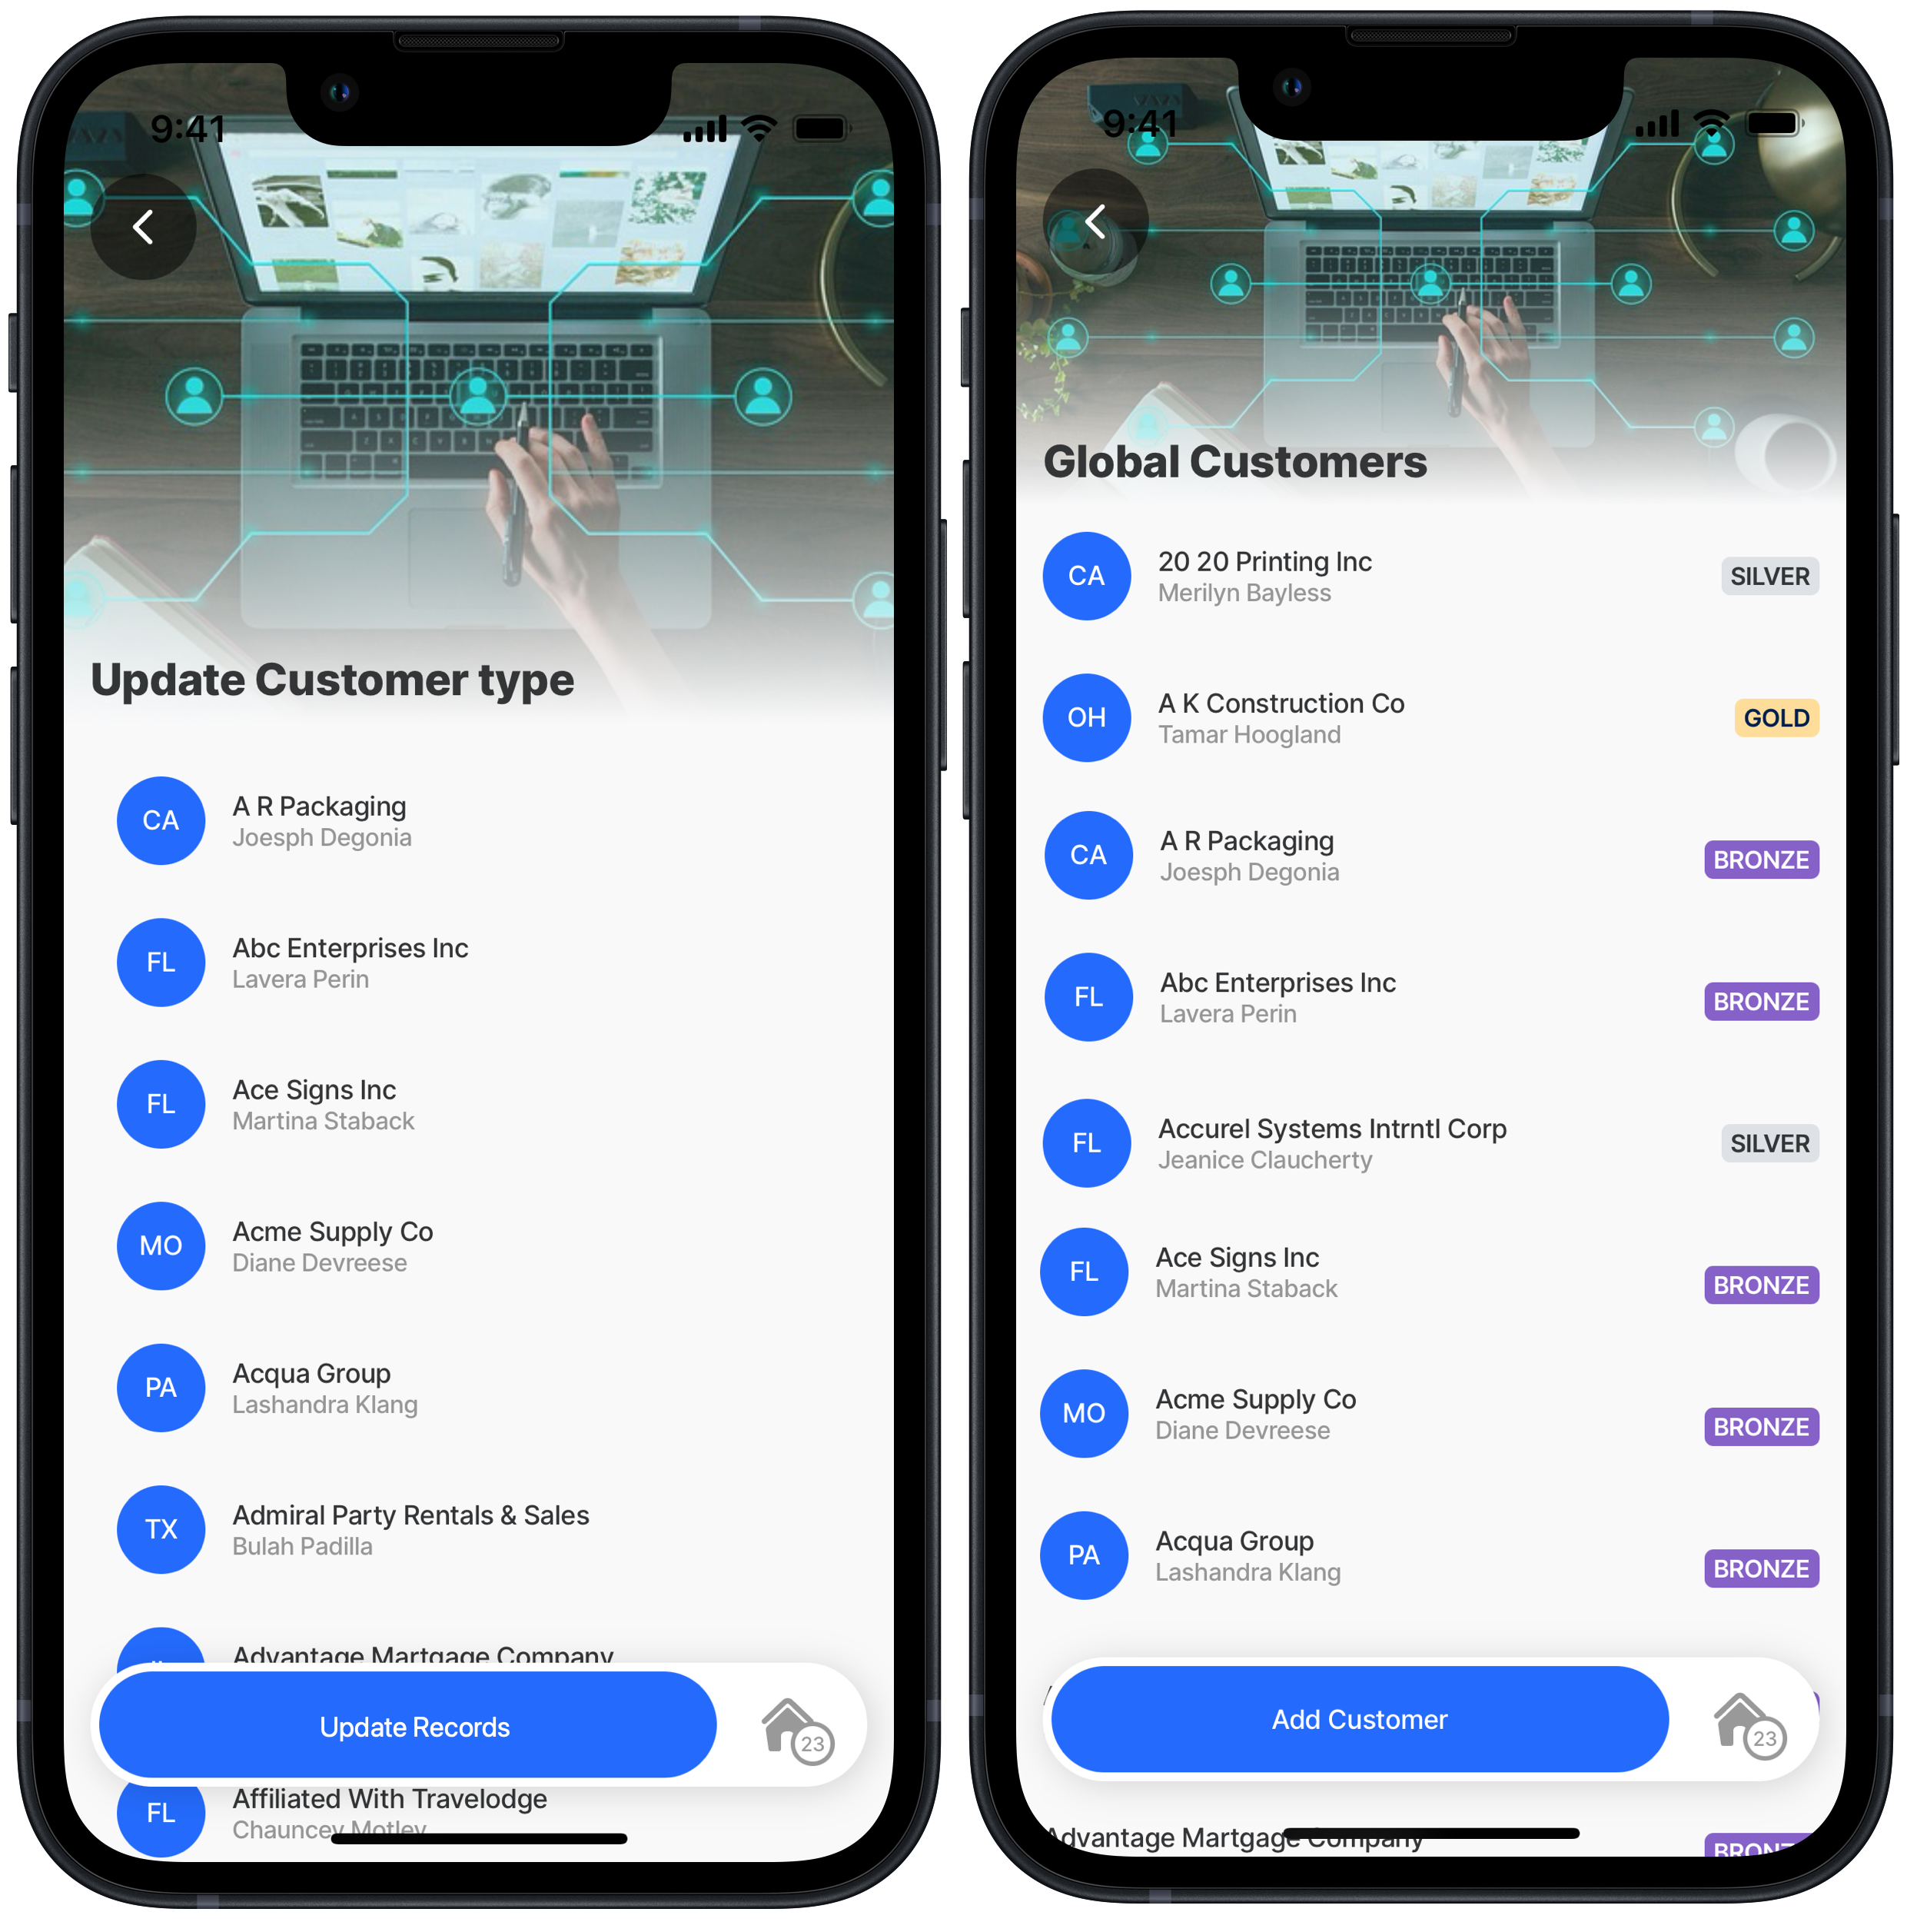 9:41
Update Customer type
CA
A R Packaging
Joesph Degonia
FL
Abc Enterprises Inc
Lavera Perin
FL
Ace Signs Inc
Martina Staback
MO
Acme Supply Co
Diane Devreese
PA
Acqua Group
Lashandra Klang
TX
Admiral Party Rentals & Sales
Bulah Padilla
Advantage Martgage Company
Update Records
23
FL
Affiliated With Travelodge
Chauncey Motley
9:41
Global Customers
CA
20 20 Printing Inc
Merilyn Bayless
SILVER
OH
A K Construction Co
Tamar Hoogland
GOLD
CA
A R Packaging
Joesph Degonia
BRONZE
FL
Abc Enterprises Inc
Lavera Perin
BRONZE
FL
Accurel Systems Intrntl Corp
Jeanice Claucherty
SILVER
FL
Ace Signs Inc
Martina Staback
BRONZE
MO
Acme Supply Co
Diane Devreese
BRONZE
PA
Acqua Group
Lashandra Klang
BRONZE
Add Customer
23
Advantage Martgage Company
BRONZE